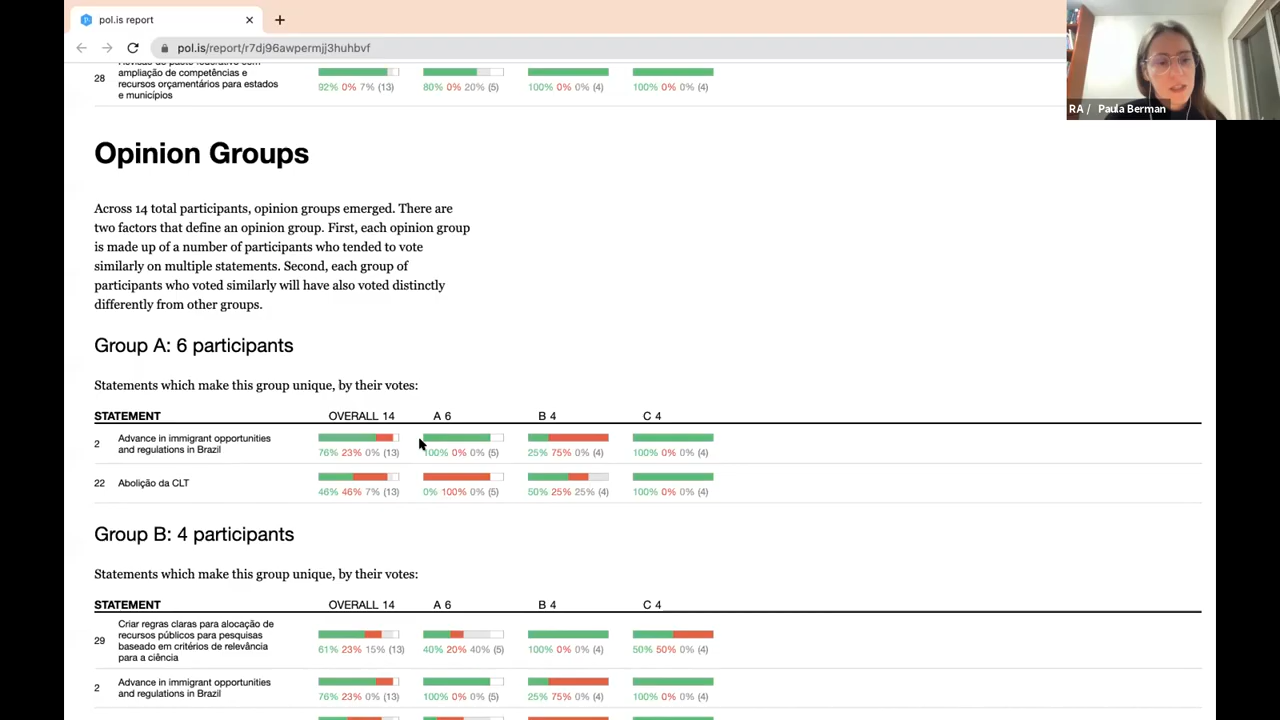 pol.is report
pol.is/report/r7dj96awpermjj3huhbvf
RA / Paula Berman
ampliação de competências e
28 recursos orçamentários para estados
e municípios
92% 0% 7% (13) 80% 0% 20% (5) 100% 0% 0% (4) 100% 0% 0% (4)
Opinion Groups
Across 14 total participants, opinion groups emerged. There are
two factors that define an opinion group. First, each opinion group
is made up of a number of participants who tended to vote
similarly on multiple statements. Second, each group of
participants who voted similarly will have also voted distinctly
differently from other groups.
Group A: 6 participants
Statements which make this group unique, by their votes:
STATEMENT OVERALL 14 A 6 B 4 C 4
2 Advance in immigrant opportunities
and regulations in Brazil
76% 23% 0% (13) 100% 0% 0% (5) 25% 75% 0% (4) 100% 0% 0% (4)
22 Abolição da CLT
46% 46% 7% (13) 0% 100% 0% (5) 50% 25% 25% (4) 100% 0% 0% (4)
Group B: 4 participants
Statements which make this group unique, by their votes:
STATEMENT OVERALL 14 A 6 B 4 C 4
Criar regras claras para alocação de
recursos públicos para pesquisas
29 baseado em critérios de relevância
para a ciência
61% 23% 15% (13) 40% 20% 40% (5) 100% 0% 0% (4) 50% 50% 0% (4)
2 Advance in immigrant opportunities
and regulations in Brazil
76% 23% 0% (13) 100% 0% 0% (5) 25% 75% 0% (4) 100% 0% 0% (4)